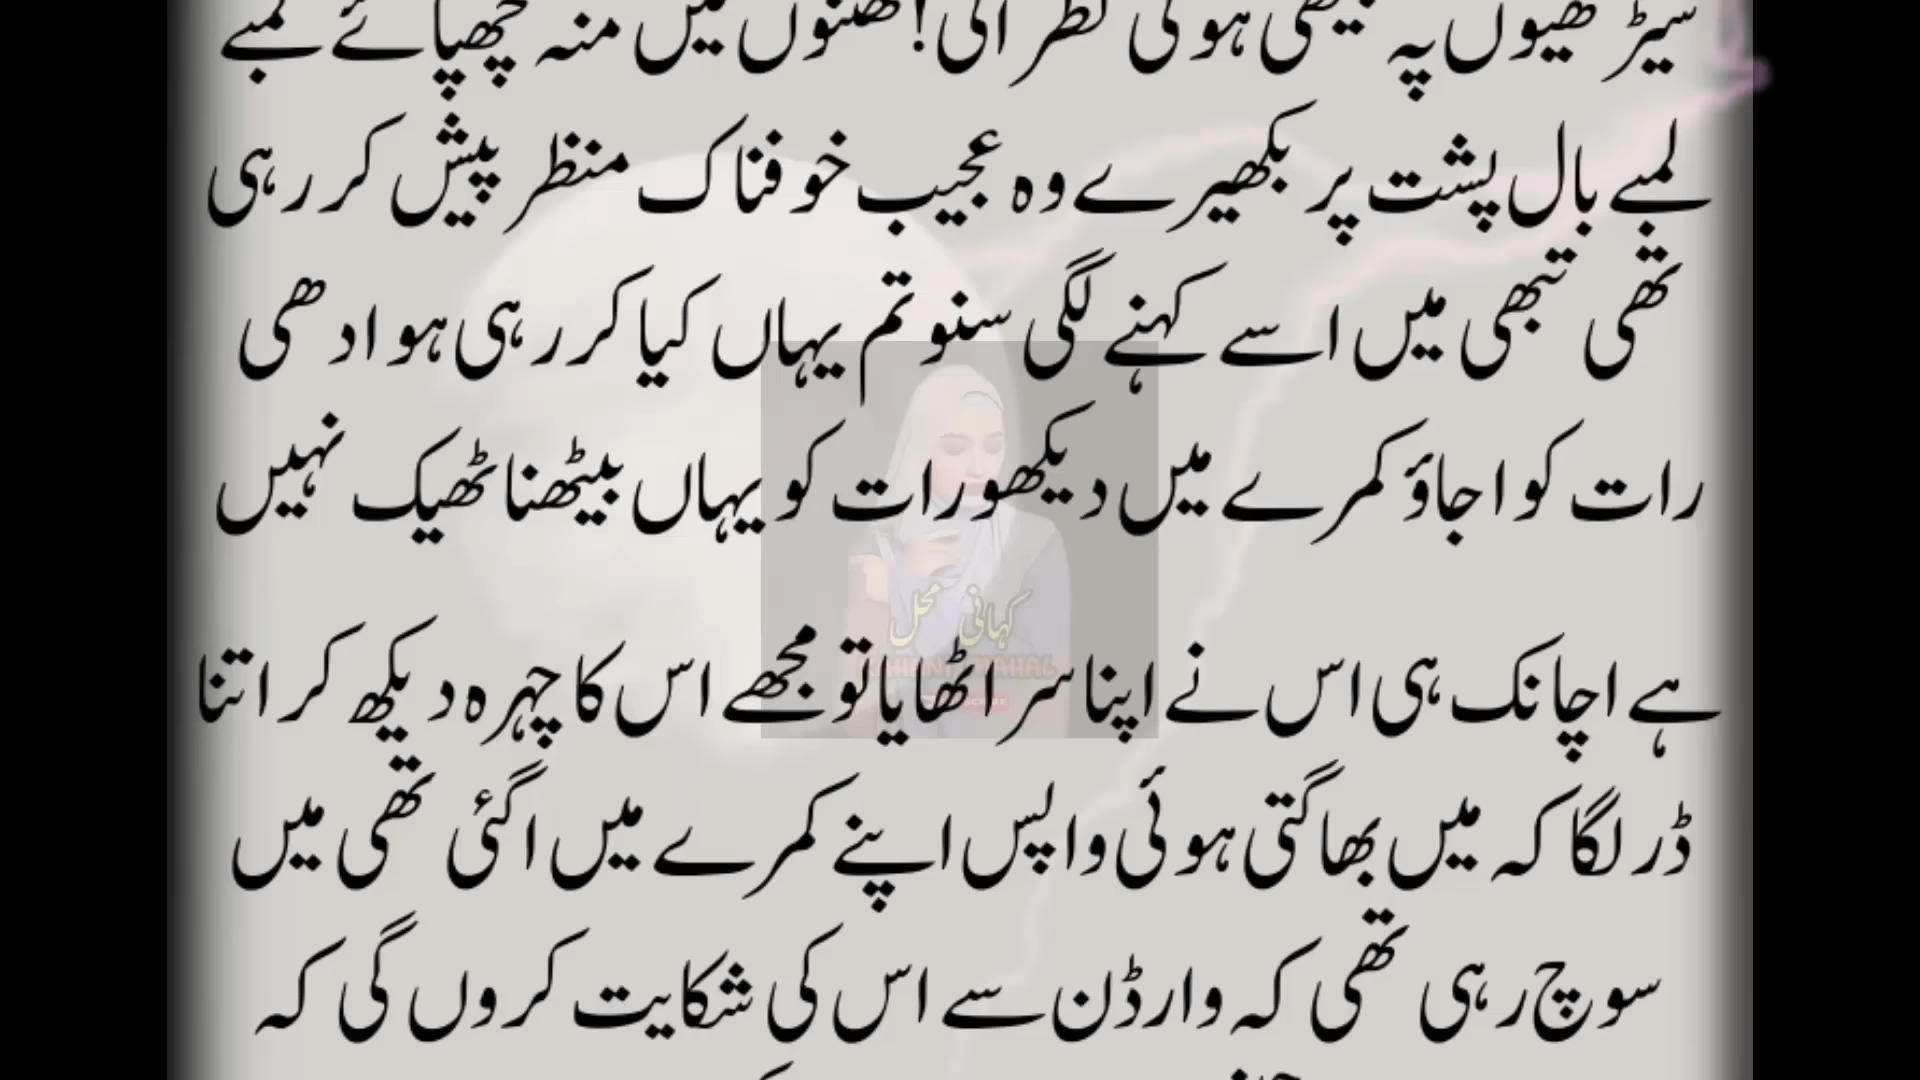 سیڑھیوں پہ بیٹھی ہوئی نظر ائی! گھٹنوں میں منہ چھپائے لمبے
لمبے بال پشت پر بکھیرے وہ عجیب خوفناک منظر پیش کر رہی
تھی تبھی میں اسے کہنے لگی سنو تم یہاں کیا کر رہی ہو ادھی
رات کو اجاؤ کمرے میں دیکھو رات کو یہاں بیٹھنا ٹھیک نہیں
کہانی محل
ہے اچانک ہی اس نے اپنا سر اٹھایا تو مجھے اس کا چہرہ دیکھ کر اتنا
ڈر لگا کہ میں بھاگتی ہوئی واپس اپنے کمرے میں اگئی تھی میں
سوچ رہی تھی کہ وارڈن سے اس کی شکایت کروں گی کہ